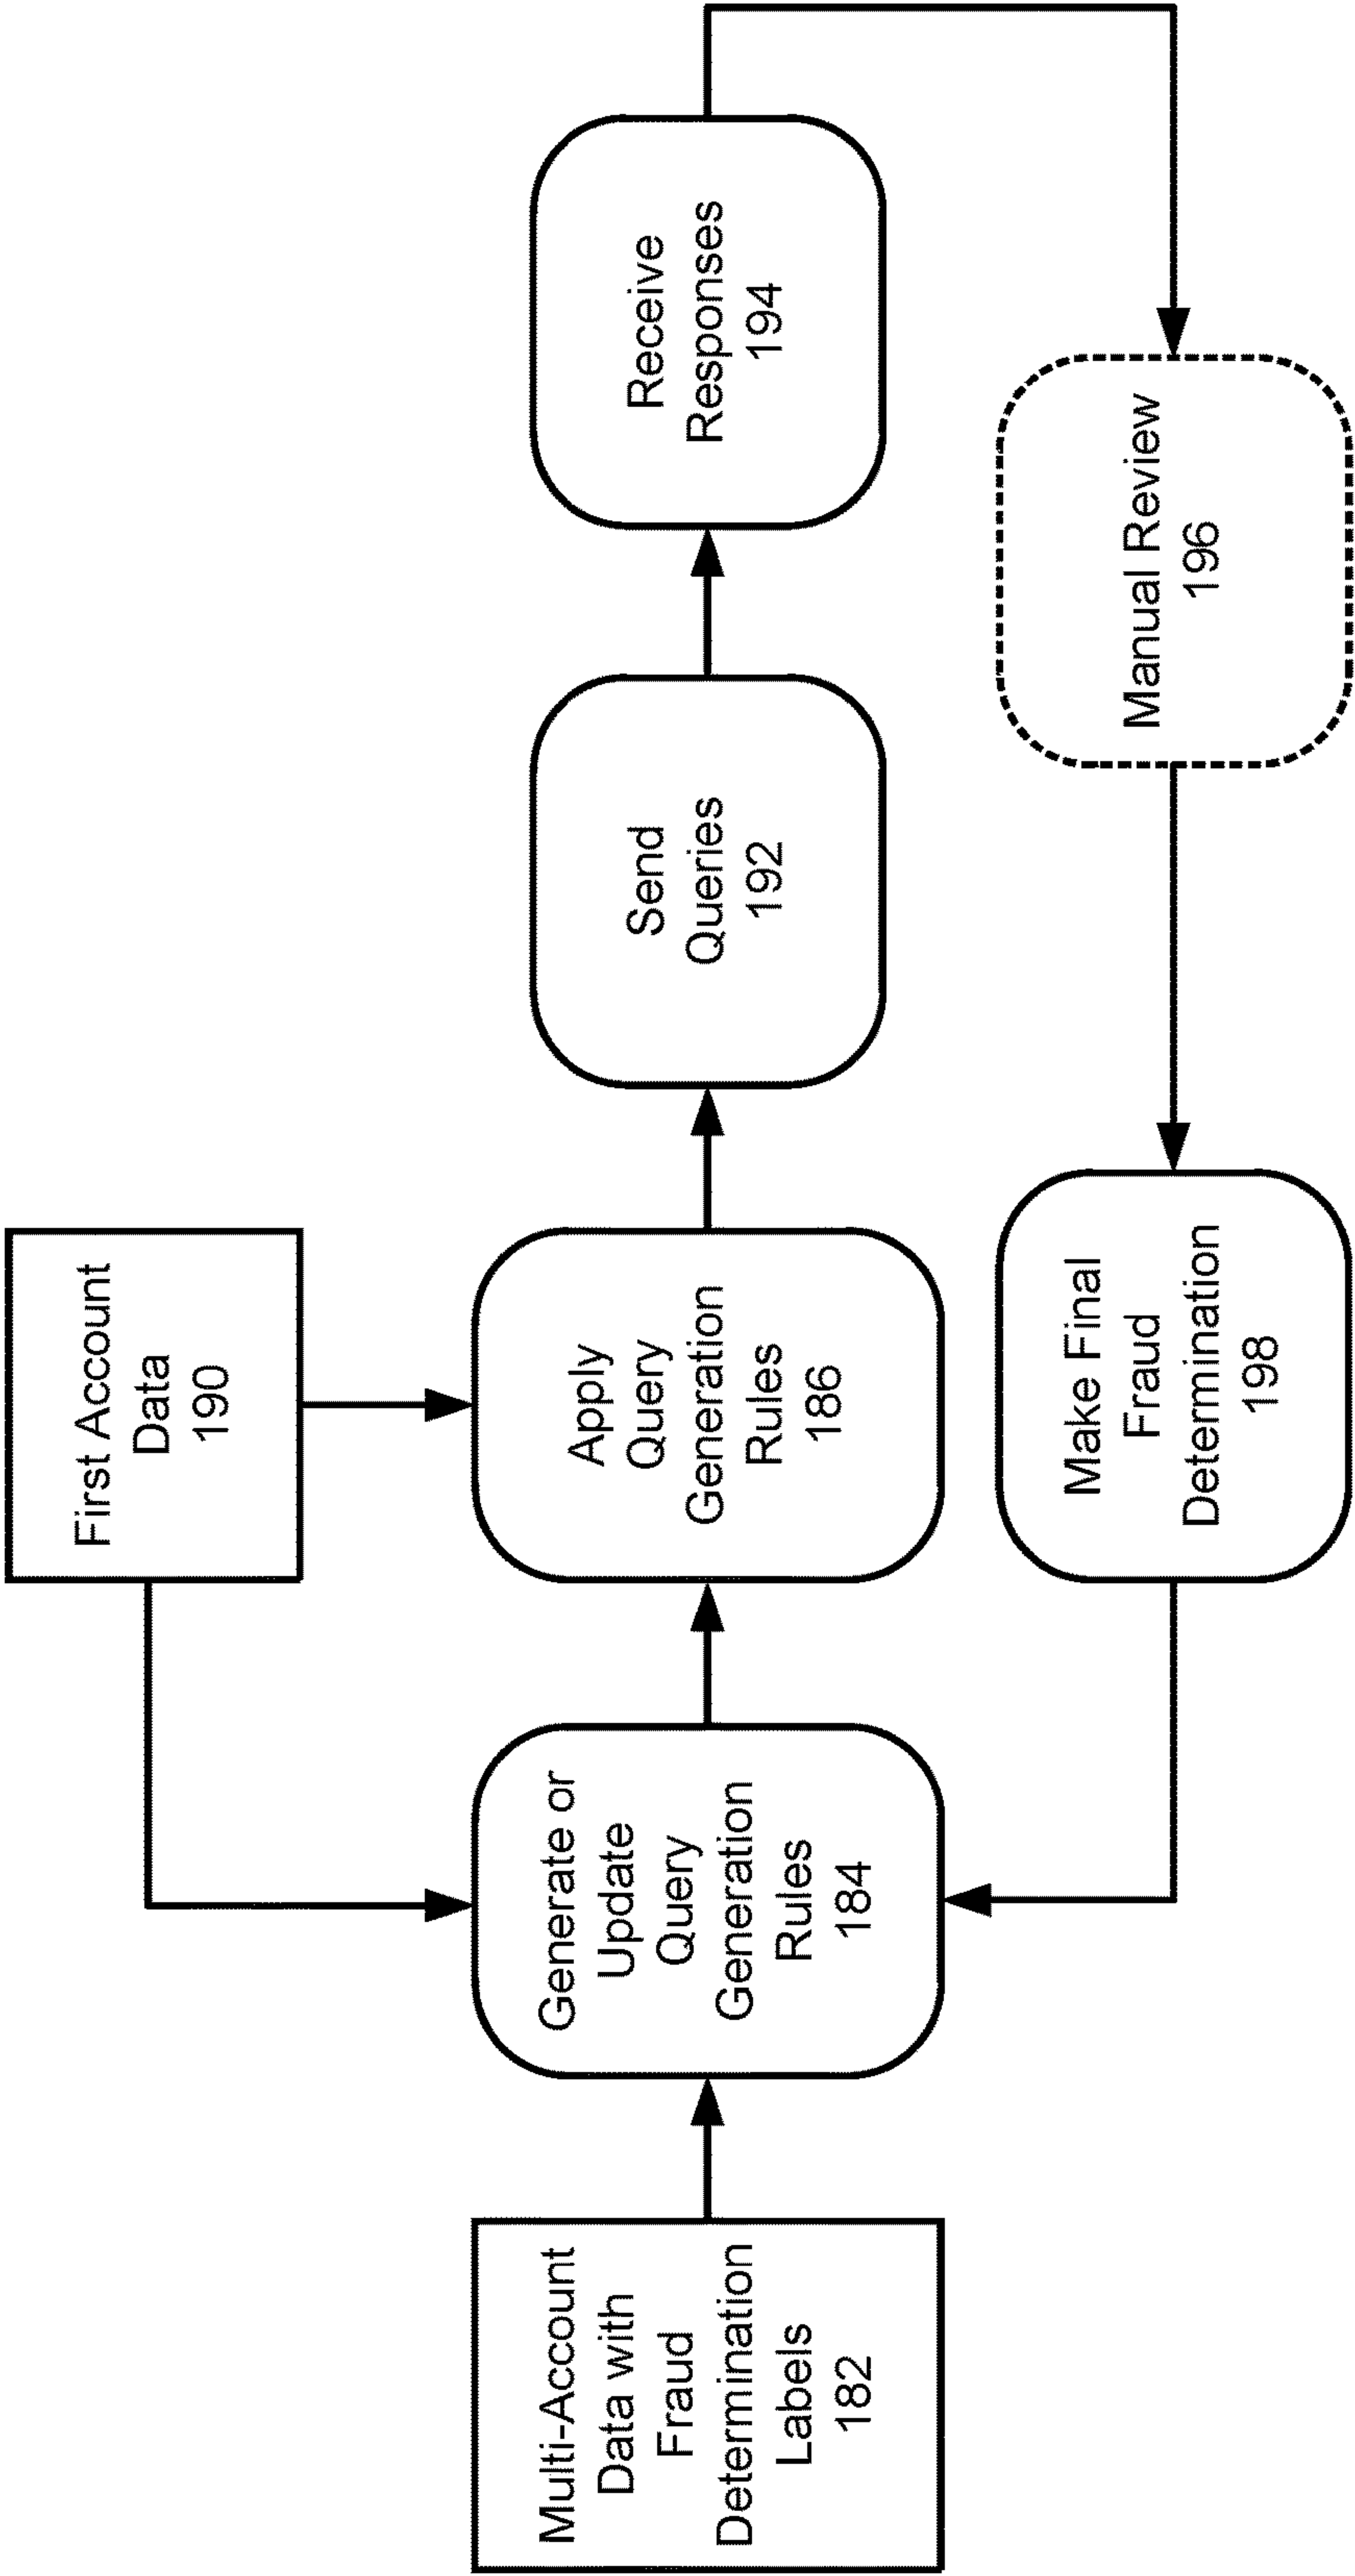 First Account
Data
190
Multi-Account
Data with
Fraud
Determination
Labels
182
Generate or
Update
Query
Generation
Rules
184
Apply
Query
Generation
Rules
186
Send
Queries
192
Receive
Responses
194
Make Final
Fraud
Determination
198
Manual Review
196